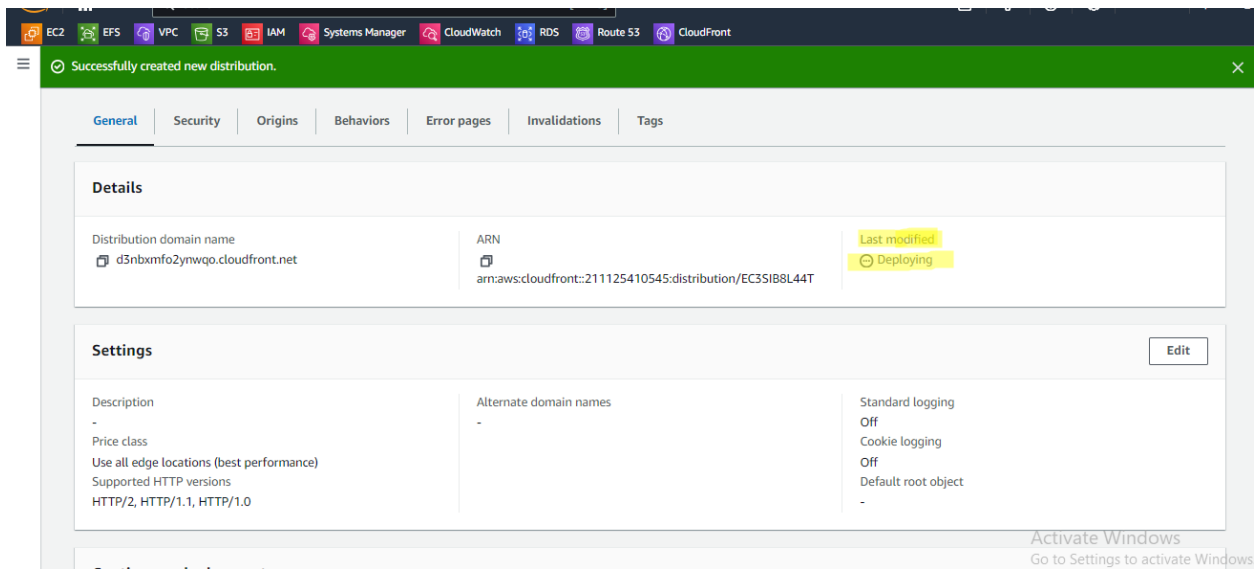 EC2 EFS VPC S3 IAM Systems Manager CloudWatch RDS Route 53 CloudFront
Successfully created new distribution.
General Security Origins Behaviors Error pages Invalidations Tags
Details
Distribution domain name
d3nbxmfo2ynwqo.cloudfront.net
ARN
arn:aws:cloudfront::211125410545:distribution/EC3SIB8L44T
Last modified
Deploying
Settings
Edit
Description
-
Price class
Use all edge locations (best performance)
Supported HTTP versions
HTTP/2, HTTP/1.1, HTTP/1.0
Alternate domain names
-
Standard logging
Off
Cookie logging
Off
Default root object
-
Activate Windows
Go to Settings to activate Windows